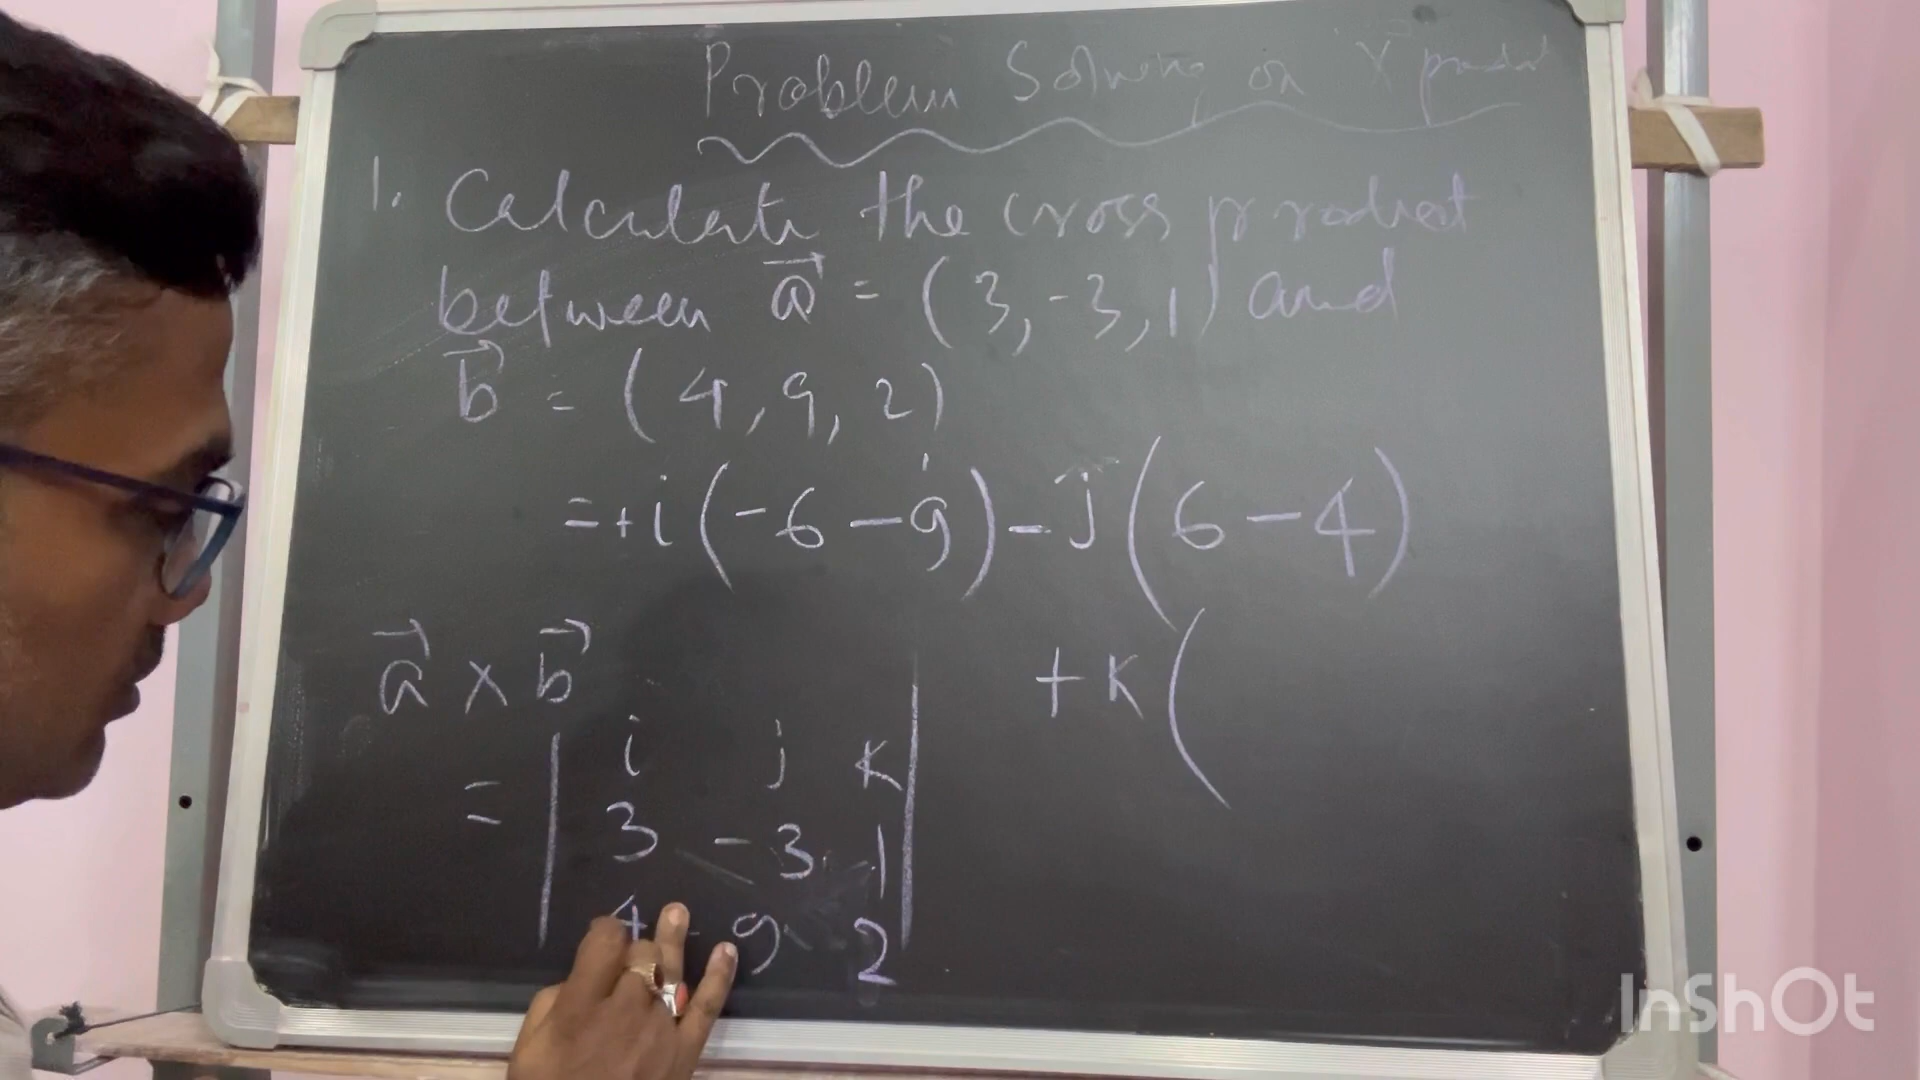 Problem Solving on X product
1. Calculate the cross product
between a⃗ = (3, -3, 1) and
b⃗ = (4, 9, 2)
= +i(-6 - 9) - j(6 - 4)
+ K(
a⃗ x b⃗
= | i j K |
| 3 -3 1 |
| 4 9 2 |
InShOt